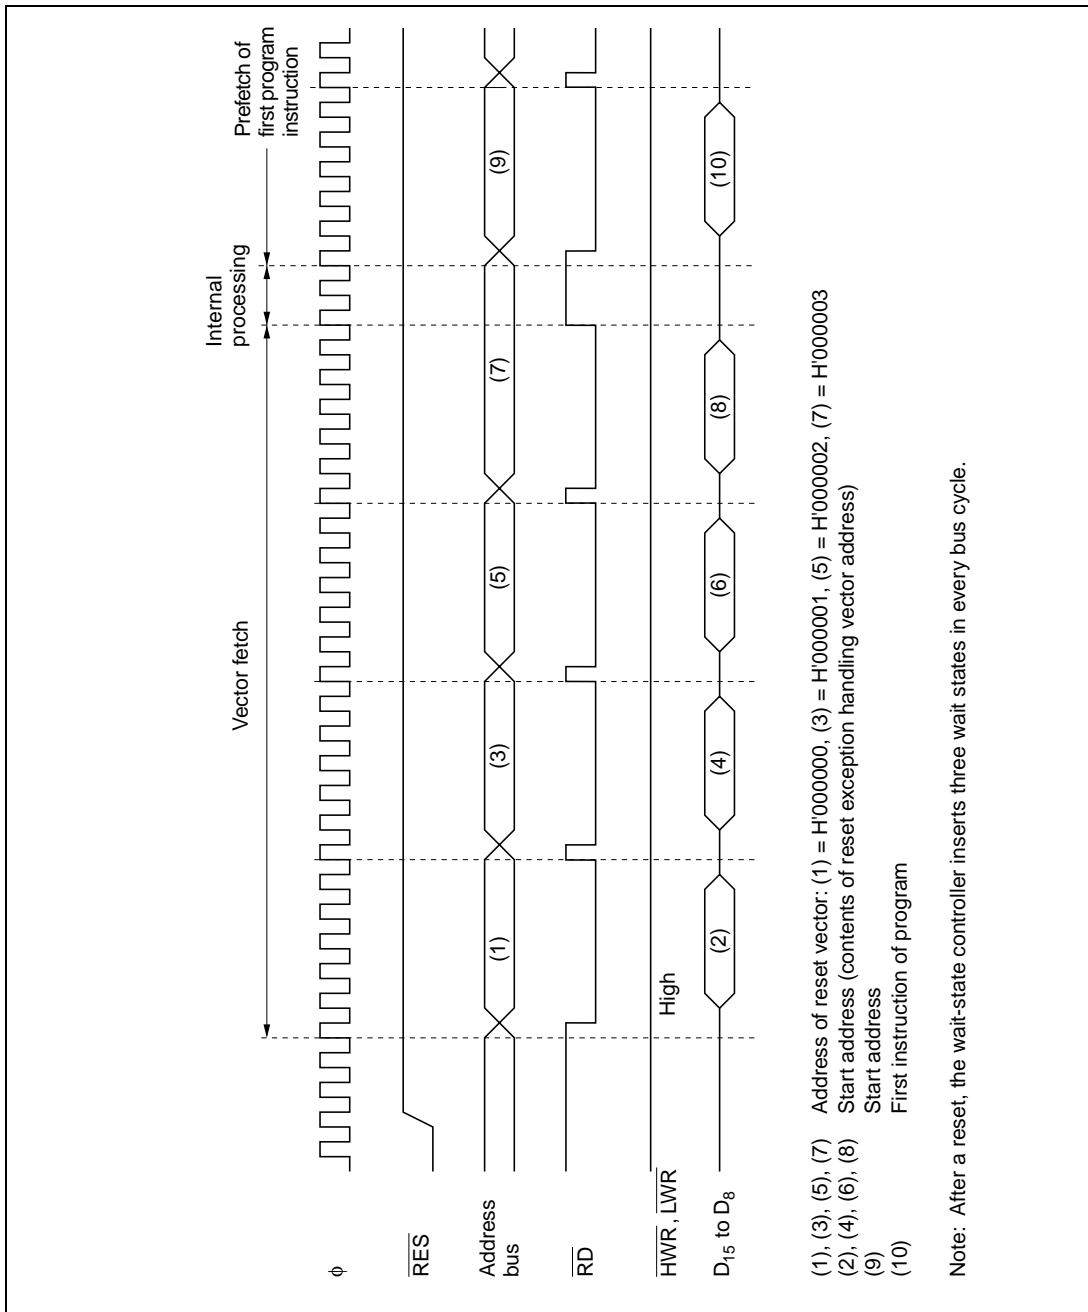 Vector fetch
Internal
processing
Prefetch of
first program
instruction
φ
RES
Address
bus
(1)
(3)
(5)
(7)
(9)
RD
HWR, LWR
High
D15 to D8
(2)
(4)
(6)
(8)
(10)
(1), (3), (5), (7) Address of reset vector: (1) = H'000000, (3) = H'000001, (5) = H'000002, (7) = H'000003
(2), (4), (6), (8) Start address (contents of reset exception handling vector address)
(9) Start address
(10) First instruction of program
Note: After a reset, the wait-state controller inserts three wait states in every bus cycle.